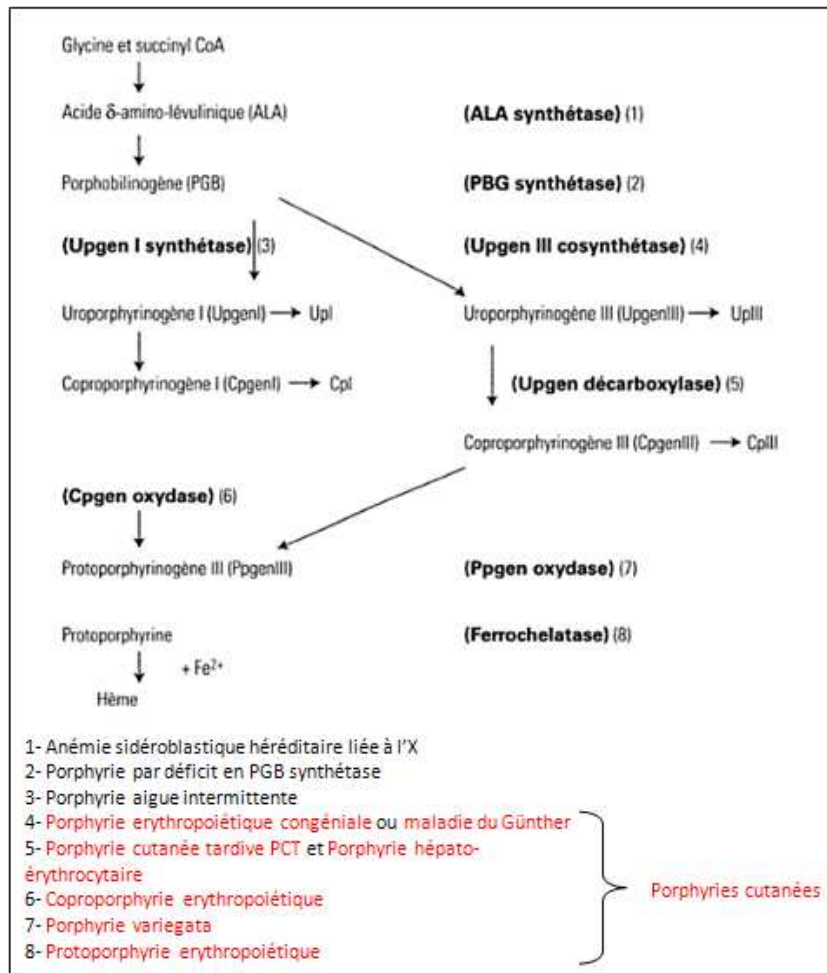 Glycine et succinyl CoA
Acide δ-amino-lévulinique (ALA) (ALA synthétase) (1)
Porphobilinogène (PGB) (PBG synthétase) (2)
(Upgen I synthétase) (3) (Upgen III cosynthétase) (4)
Uroporphyrinogène I (UpgenI) → UpI Uroporphyrinogène III (UpgenIII) → UpIII
Coproporphyrinogène I (CpgenI) → CpI (Upgen décarboxylase) (5)
Coproporphyrinogène III (CpgenIII) → CpIII
(Cpgen oxydase) (6)
Protoporphyrinogène III (PpgenIII) (Ppgen oxydase) (7)
Protoporphyrine (Ferrochelatase) (8)
+ Fe2+
Hème
1- Anémie sidéroblastique héréditaire liée à l'X
2- Porphyrie par déficit en PGB synthétase
3- Porphyrie aigue intermittente
4- Porphyrie erythropoiétique congéniale ou maladie du Günther
5- Porphyrie cutanée tardive PCT et Porphyrie hépato-
érythrocytaire
6- Coproporphyrie erythropoiétique
7- Porphyrie variegata
8- Protoporphyrie erythropoiétique
Porphyries cutanées